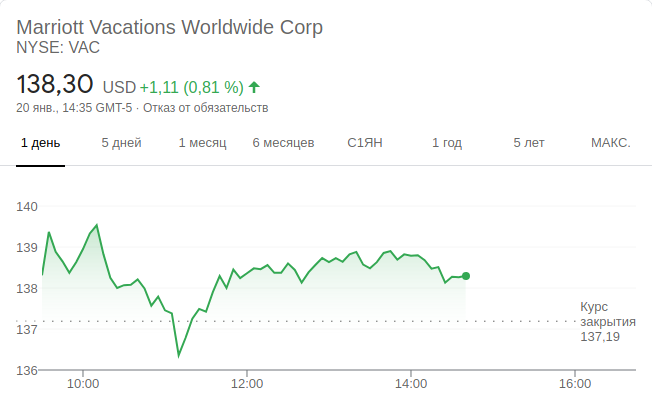 Marriott Vacations Worldwide Corp
NYSE: VAC
138,30 USD +1,11 (0,81 %)
20 янв., 14:35 GMT-5 · Отказ от обязательств
1 день 5 дней 1 месяц 6 месяцев С1ЯН 1 год 5 лет МАКС.
140
139
138
137
136
Курс
закрытия
137,19
10:00 12:00 14:00 16:00